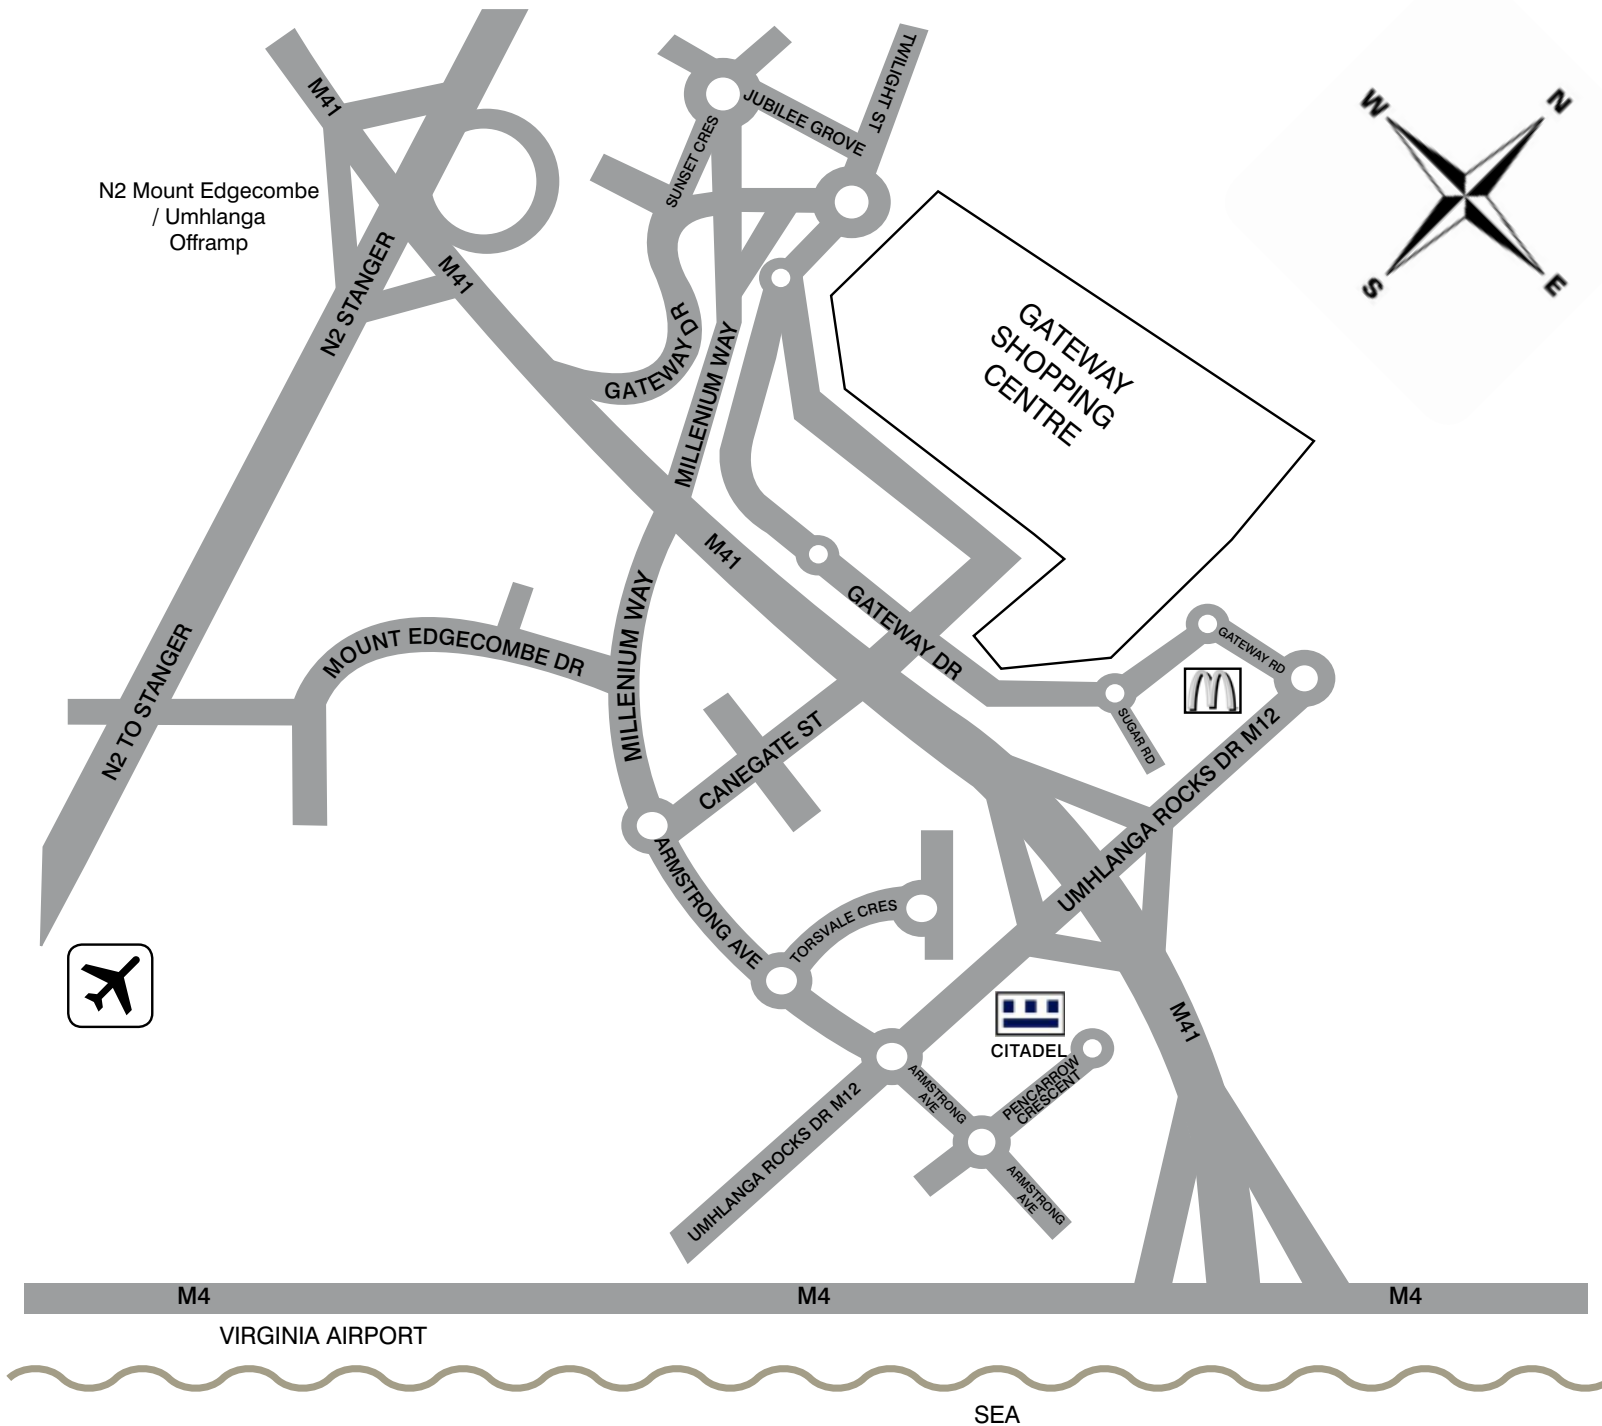 TWILIGHT ST
M41
JUBILEE GROVE
W
N
SUNSET CRES
N2 Mount Edgecombe
/ Umhlanga
Offramp
S
E
N2 STANGER
M41
GATEWAY DR
MILLENIUM WAY
GATEWAY
SHOPPING
CENTRE
M41
MILLENIUM WAY
GATEWAY DR
MOUNT EDGECOMBE DR
GATEWAY RD
N2 TO STANGER
SUGAR RD
CANEGATE ST
UMHLANGA ROCKS DR M12
ARMSTRONG AVE
TORSVALE CRES
M41
CITADEL
ARMSTRONG
AVE
PENCARROW
CRESCENT
UMHLANGA ROCKS DR M12
ARMSTRONG
AVE
M4
M4
M4
VIRGINIA AIRPORT
SEA